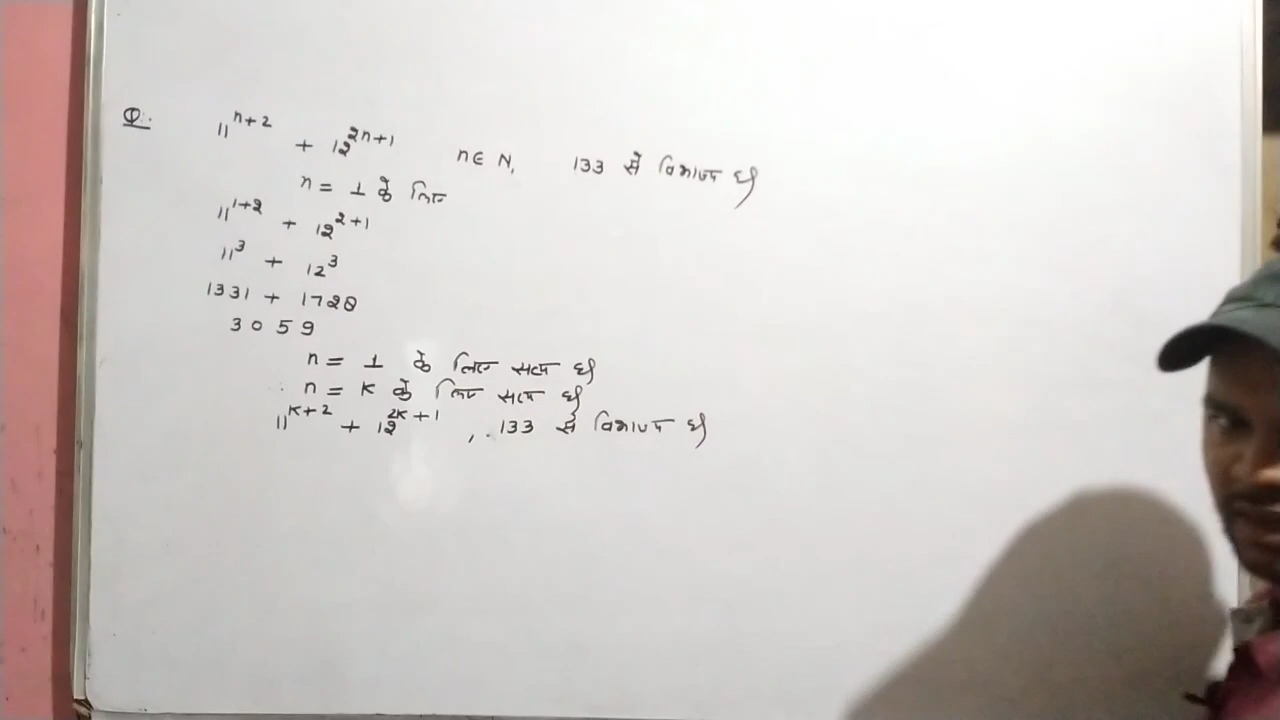 Q:. 11^{n+2} + 12^{2n+1} n ∈ N, 133 से विभाज्य है
n = 1 के लिए
11^{1+2} + 12^{2+1}
11^3 + 12^3
1331 + 1728
3059
n = 1 के लिए सत्य है
n = K के लिए सत्य है
11^{K+2} + 12^{2K+1} , 133 से विभाज्य है